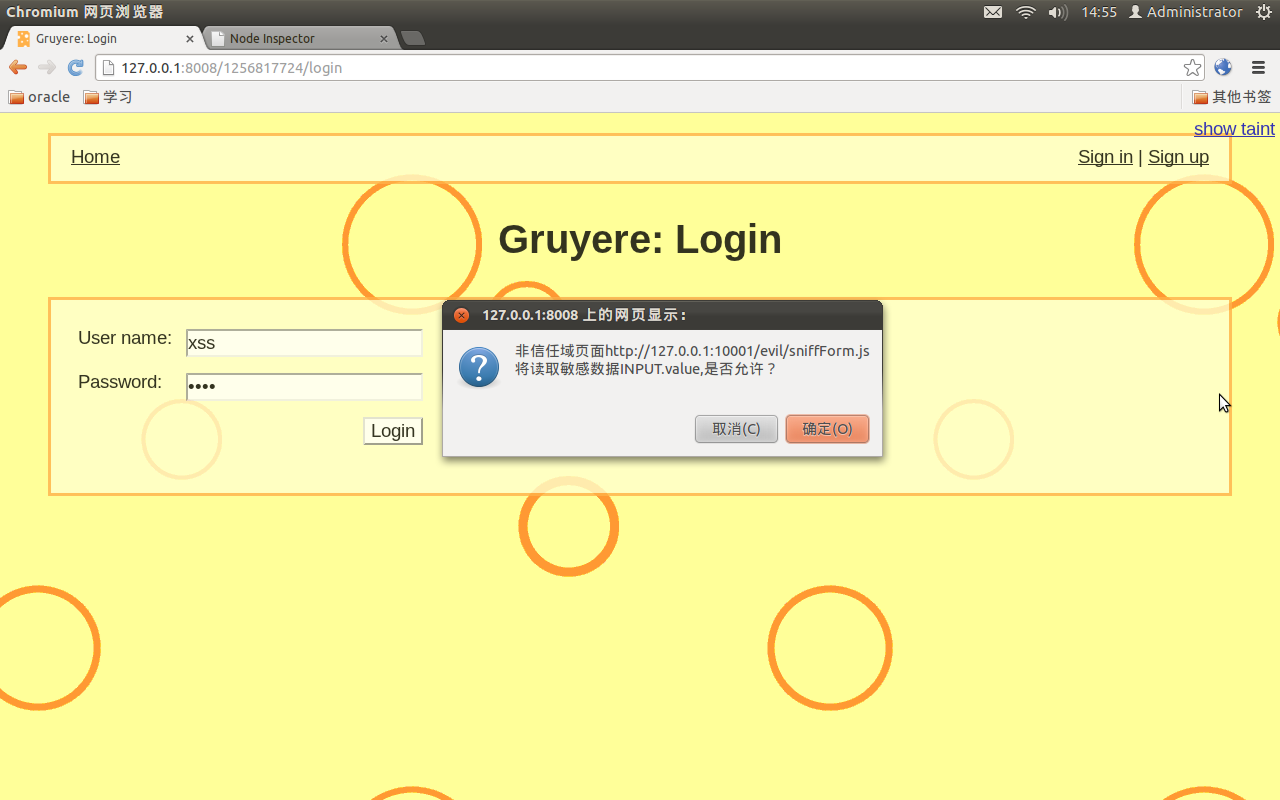 Chromium 网页浏览器
14:55 Administrator
Gruyere: Login
Node Inspector
127.0.0.1:8008/1256817724/login
oracle 学习 其他书签
show taint
Home
Sign in | Sign up
Gruyere: Login
127.0.0.1:8008 上的网页显示：
非信任域页面http://127.0.0.1:10001/evil/sniffForm.js
将读取敏感数据INPUT.value,是否允许？
取消(C) 确定(O)
User name: xss
Password: ••••
Login